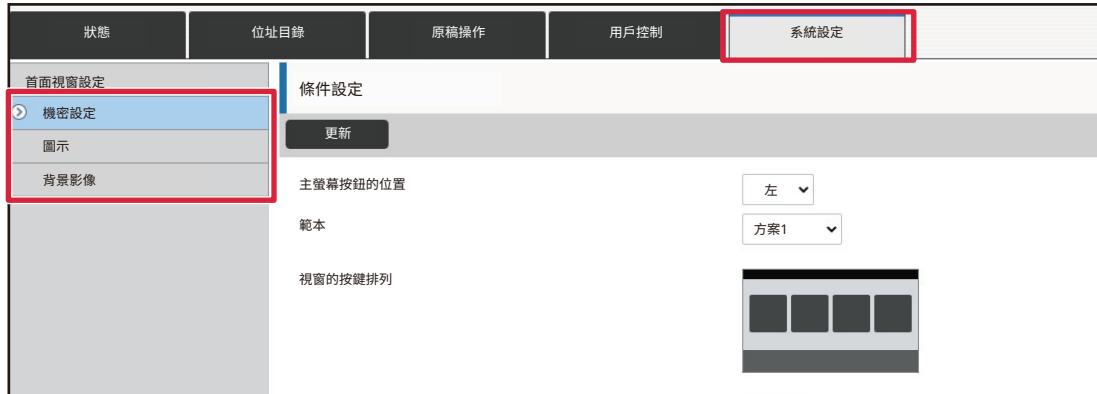 狀態
位址目錄
原稿操作
用戶控制
系統設定
首面視窗設定
機密設定
圖示
背景影像
條件設定
更新
主螢幕按鈕的位置
左
範本
方案1
視窗的按鍵排列